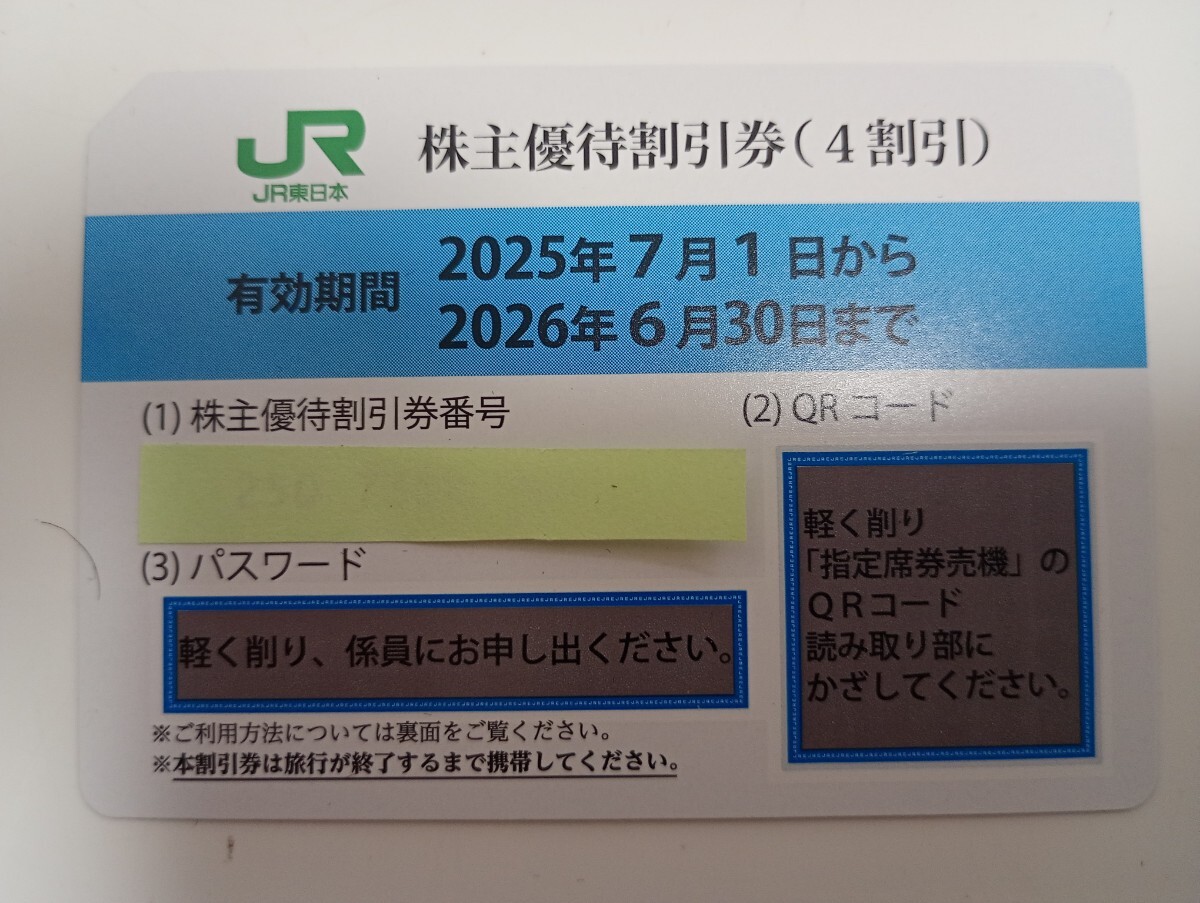 JR
JR東日本
株主優待割引券(4割引)
有効期間
2025年7月1日から
2026年6月30日まで
(1) 株主優待割引券番号
(2) QRコード
軽く削り
「指定席券売機」の
QRコード
読み取り部に
かざしてください。
(3) パスワード
軽く削り、係員にお申し出ください。
※ご利用方法については裏面をご覧ください。
※本割引券は旅行が終了するまで携帯してください。